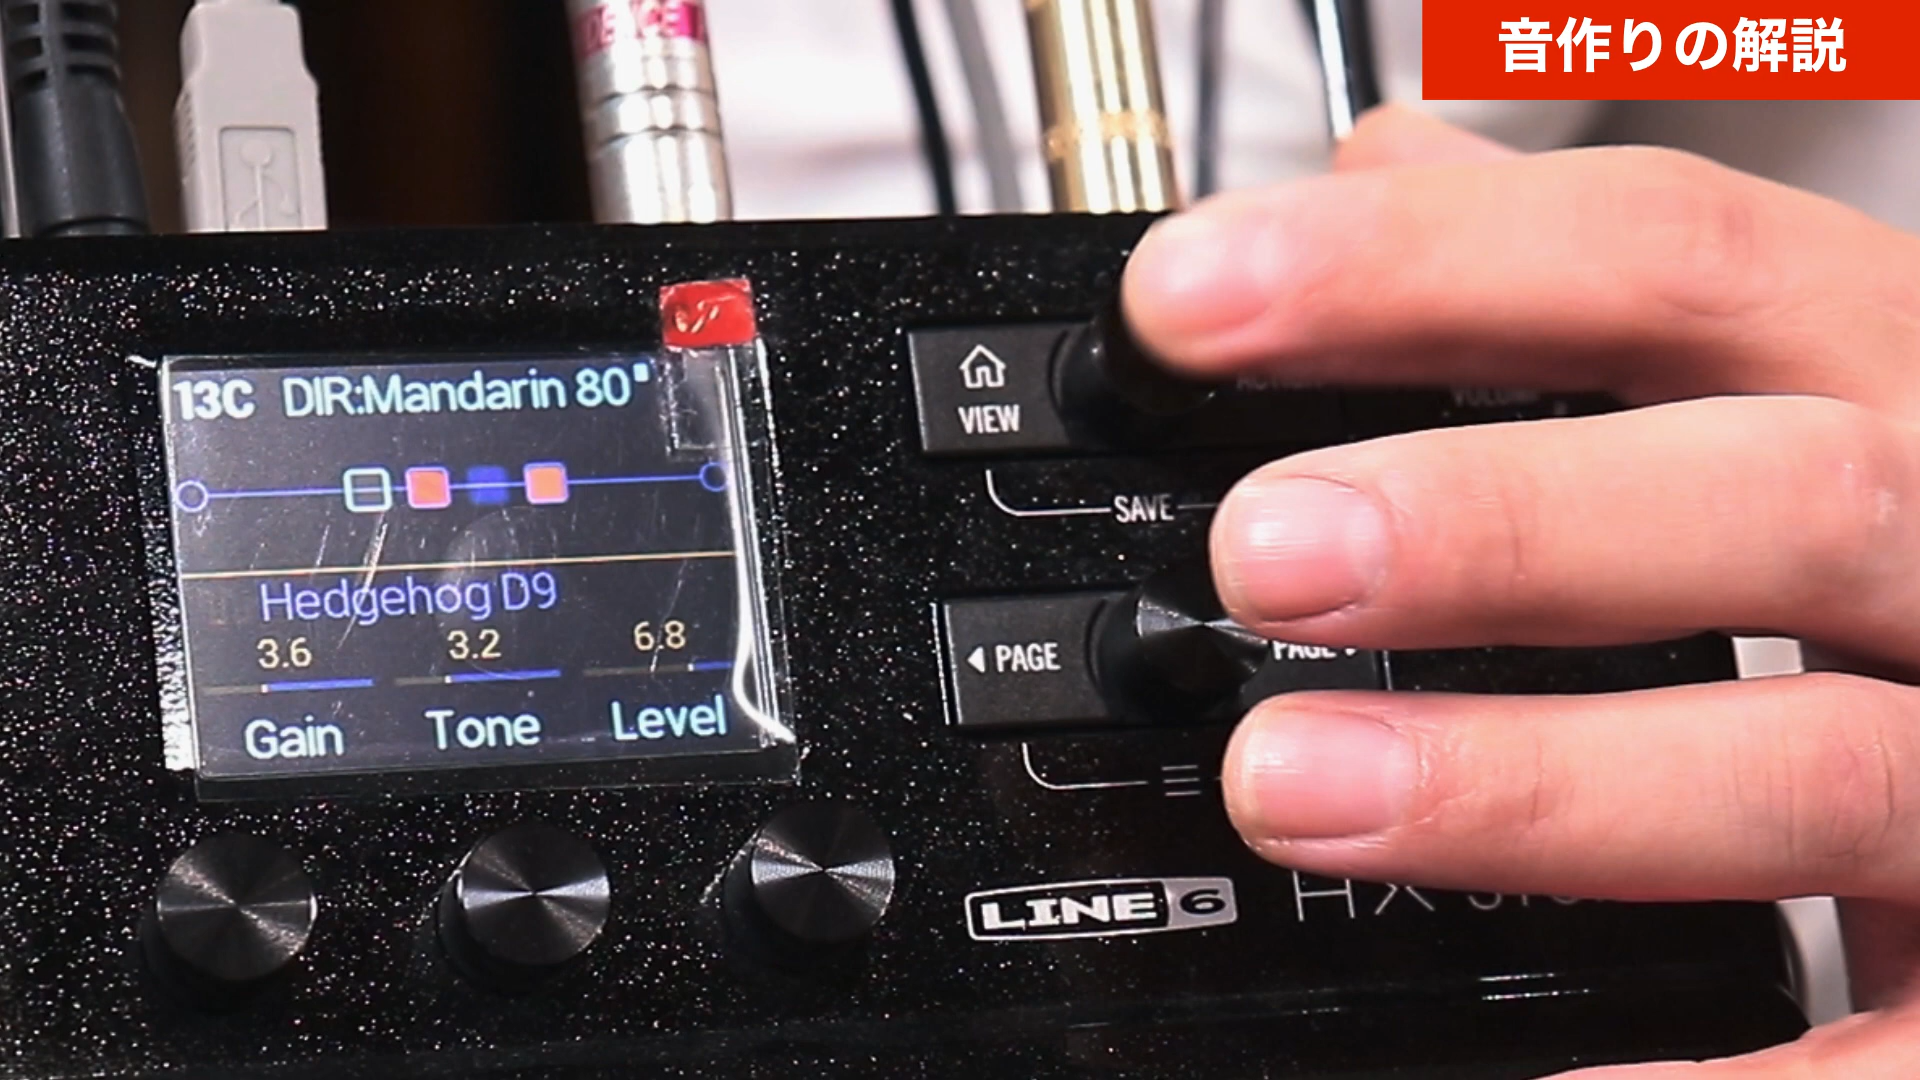 音作りの解説
13C DIR:Mandarin 80
Hedgehog D9
3.6 3.2 6.8
Gain Tone Level
VIEW
SAVE
PAGE PAGE
LINE 6 HX